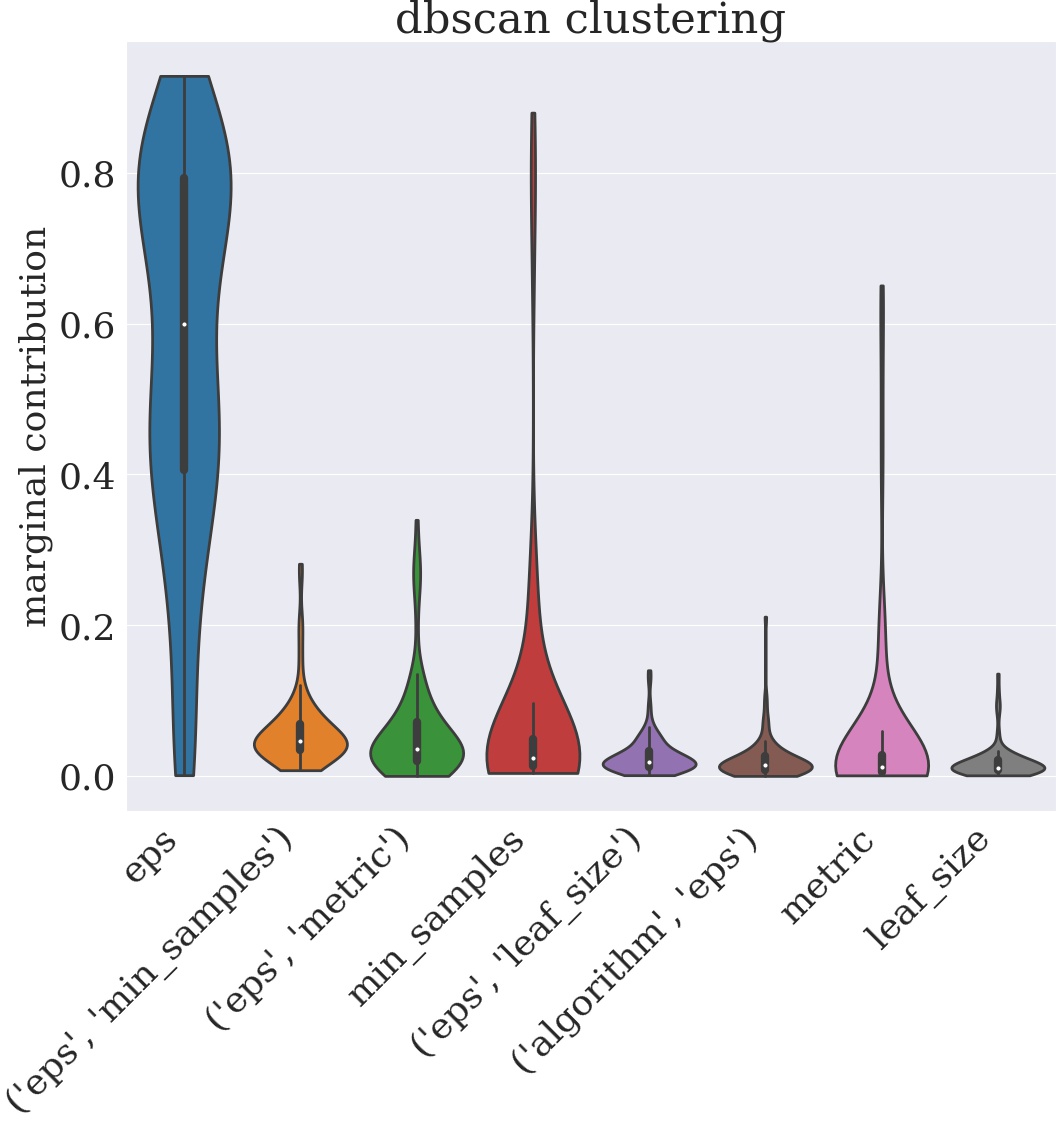 dbscan clustering
marginal contribution
0.8
0.6
0.4
0.2
0.0
eps
('eps', 'min_samples')
('eps', 'metric')
min_samples
('eps', 'leaf_size')
('algorithm', 'eps')
metric
leaf_size